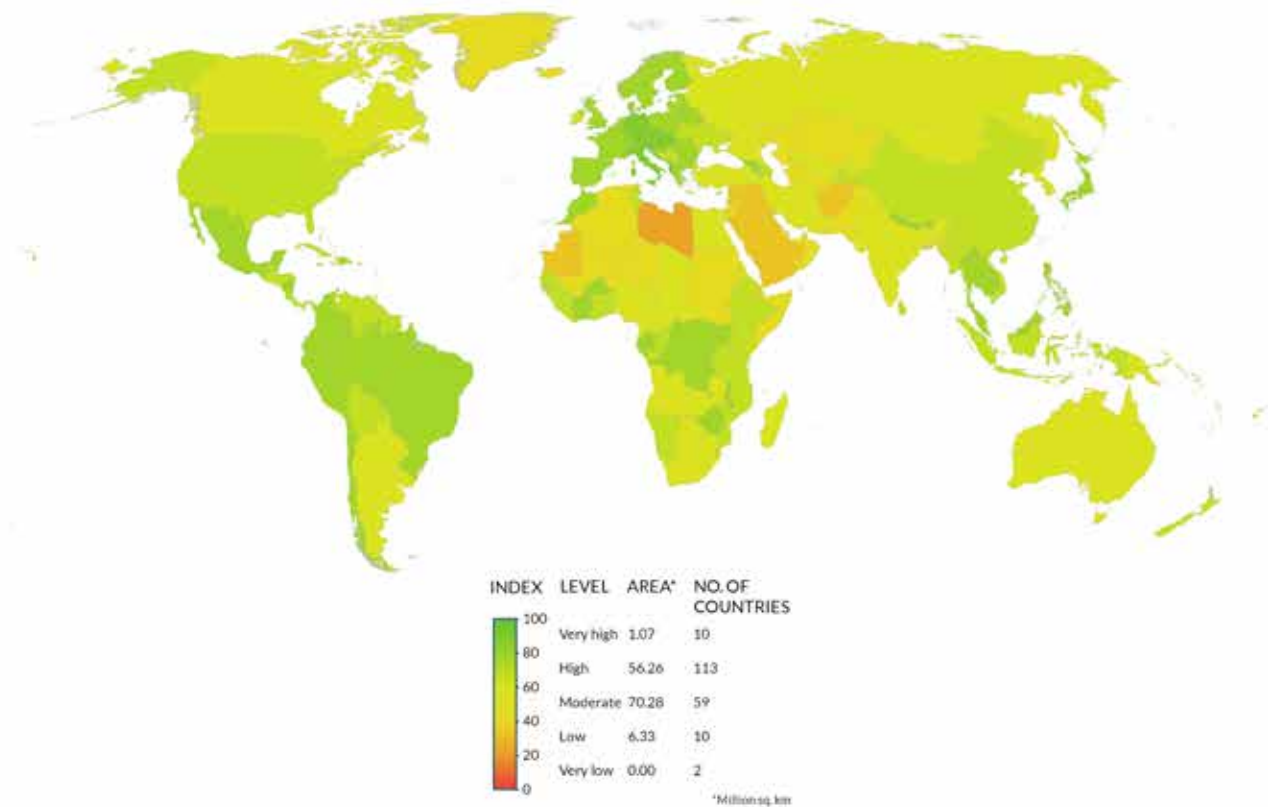 INDEX LEVEL AREA* NO. OF
COUNTRIES
100
Very high 1.07 10
80
High 56.26 113
60
Moderate 70.28 59
40
Low 6.33 10
20
Very low 0.00 2
0
*Million sq. km